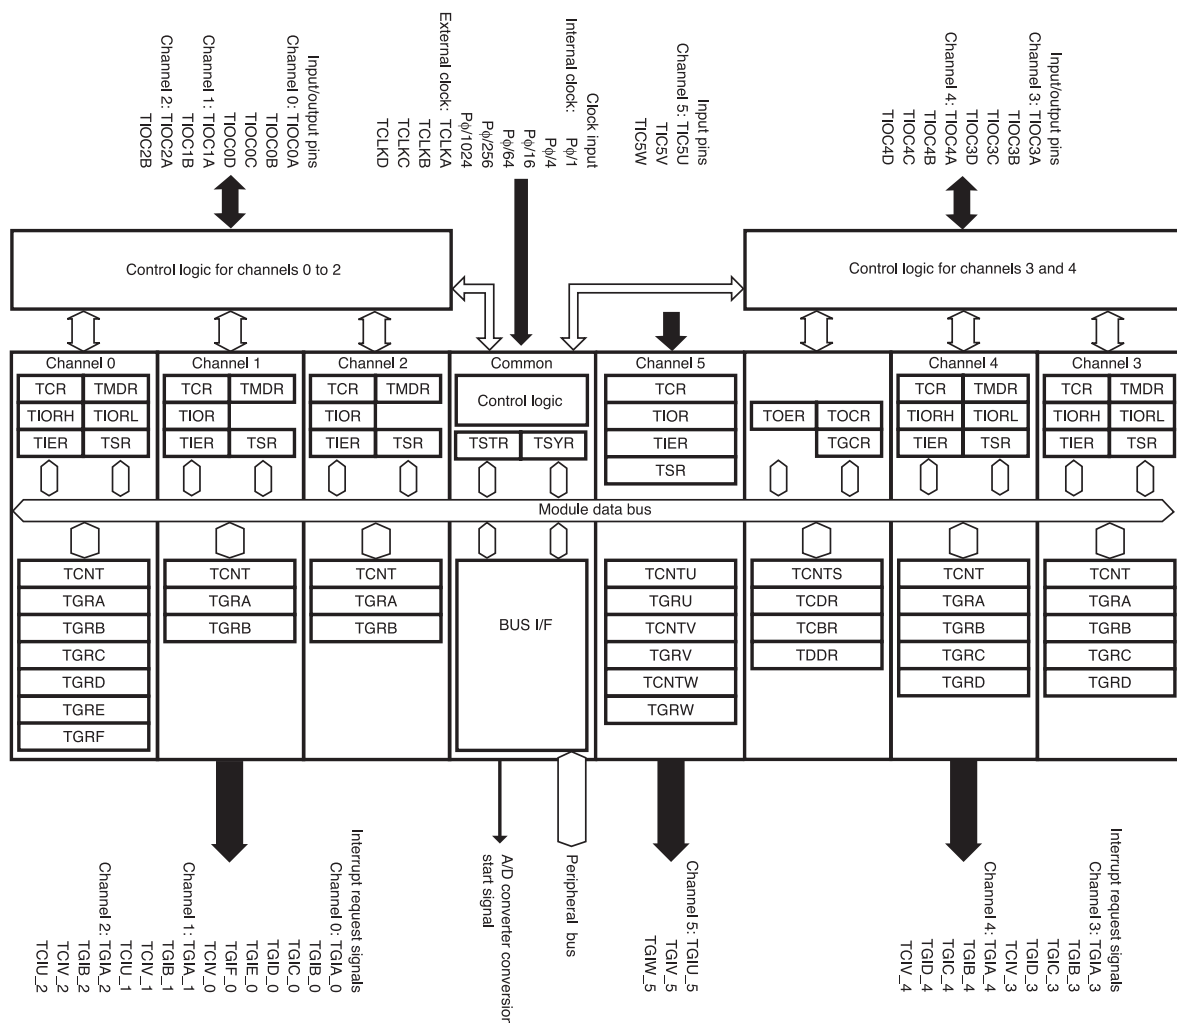 Input/output pins
Channel 0: TIOC0A
TIOC0B
TIOC0C
TIOC0D
Channel 1: TIOC1A
TIOC1B
Channel 2: TIOC2A
TIOC2B
Clock input
Internal clock: Pϕ/1
Pϕ/4
Pϕ/16
Pϕ/64
Pϕ/256
Pϕ/1024
External clock: TCLKA
TCLKB
TCLKC
TCLKD
Input pins
Channel 5: TIC5U
TIC5V
TIC5W
Input/output pins
Channel 3: TIOC3A
TIOC3B
TIOC3C
TIOC3D
Channel 4: TIOC4A
TIOC4B
TIOC4C
TIOC4D
Control logic for channels 0 to 2
Control logic for channels 3 and 4
Channel 0
TCR TMDR
TIORH TIORL
TIER TSR
Channel 1
TCR TMDR
TIOR
TIER TSR
Channel 2
TCR TMDR
TIOR
TIER TSR
Common
Control logic
TSTR TSYR
Channel 5
TCR
TIOR
TIER
TSR
TOER TOCR
TGCR
Channel 4
TCR TMDR
TIORH TIORL
TIER TSR
Channel 3
TCR TMDR
TIORH TIORL
TIER TSR
Module data bus
TCNT
TGRA
TGRB
TGRC
TGRD
TGRE
TGRF
TCNT
TGRA
TGRB
TCNT
TGRA
TGRB
BUS I/F
TCNTU
TGRU
TCNTV
TGRV
TCNTW
TGRW
TCNTS
TCDR
TCBR
TDDR
TCNT
TGRA
TGRB
TGRC
TGRD
TCNT
TGRA
TGRB
TGRC
TGRD
Interrupt request signals
Channel 0: TGIA_0
TGIB_0
TGIC_0
TGID_0
TGIE_0
TGIF_0
TCIV_0
Channel 1: TGIA_1
TGIB_1
TCIV_1
TCIU_1
Channel 2: TGIA_2
TGIB_2
TCIV_2
TCIU_2
A/D converter conversion
start signal
Peripheral bus
Channel 5: TGIU_5
TGIV_5
TGIW_5
Interrupt request signals
Channel 3: TGIA_3
TGIB_3
TGIC_3
TGID_3
TCIV_3
Channel 4: TGIA_4
TGIB_4
TGIC_4
TGID_4
TCIV_4